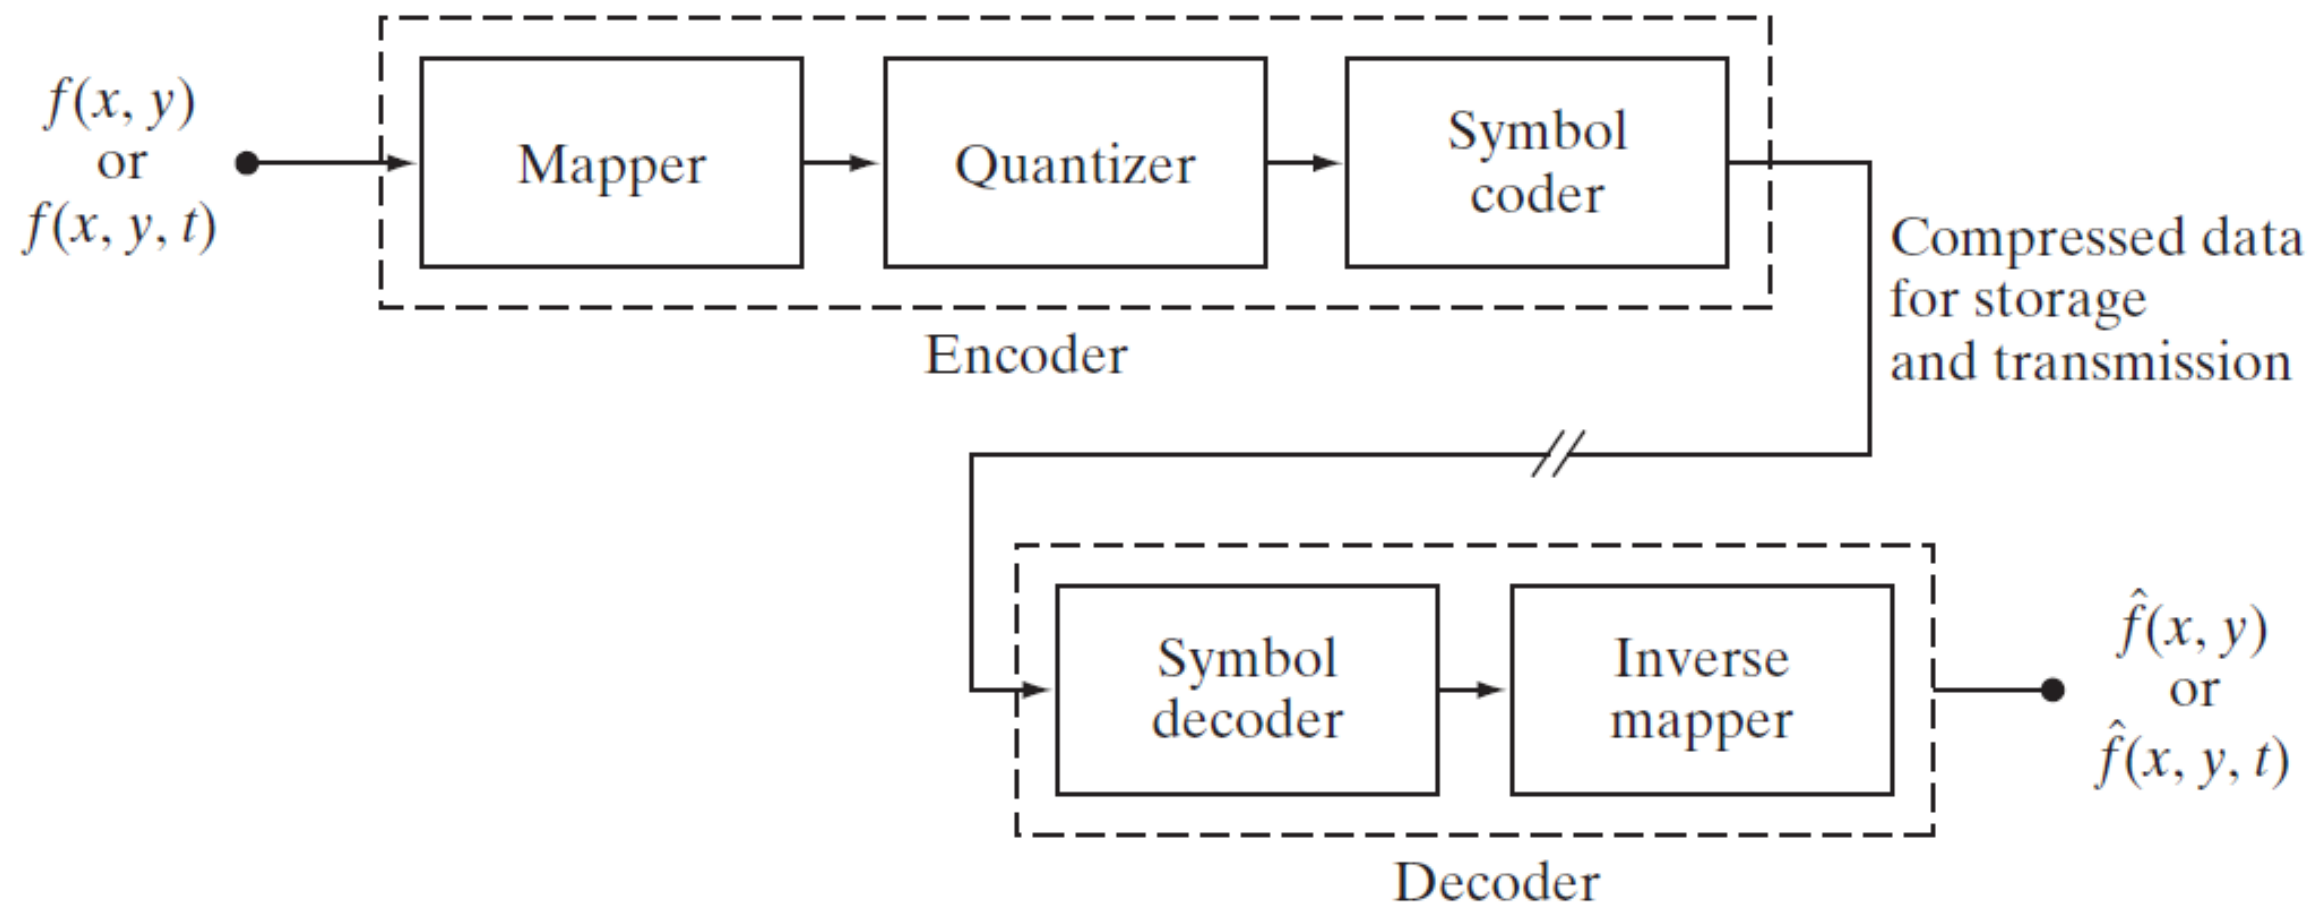 f(x, y)
or
f(x, y, t)
Mapper
Quantizer
Symbol
coder
Encoder
Compressed data
for storage
and transmission
Symbol
decoder
Inverse
mapper
Decoder
f̂(x, y)
or
f̂(x, y, t)